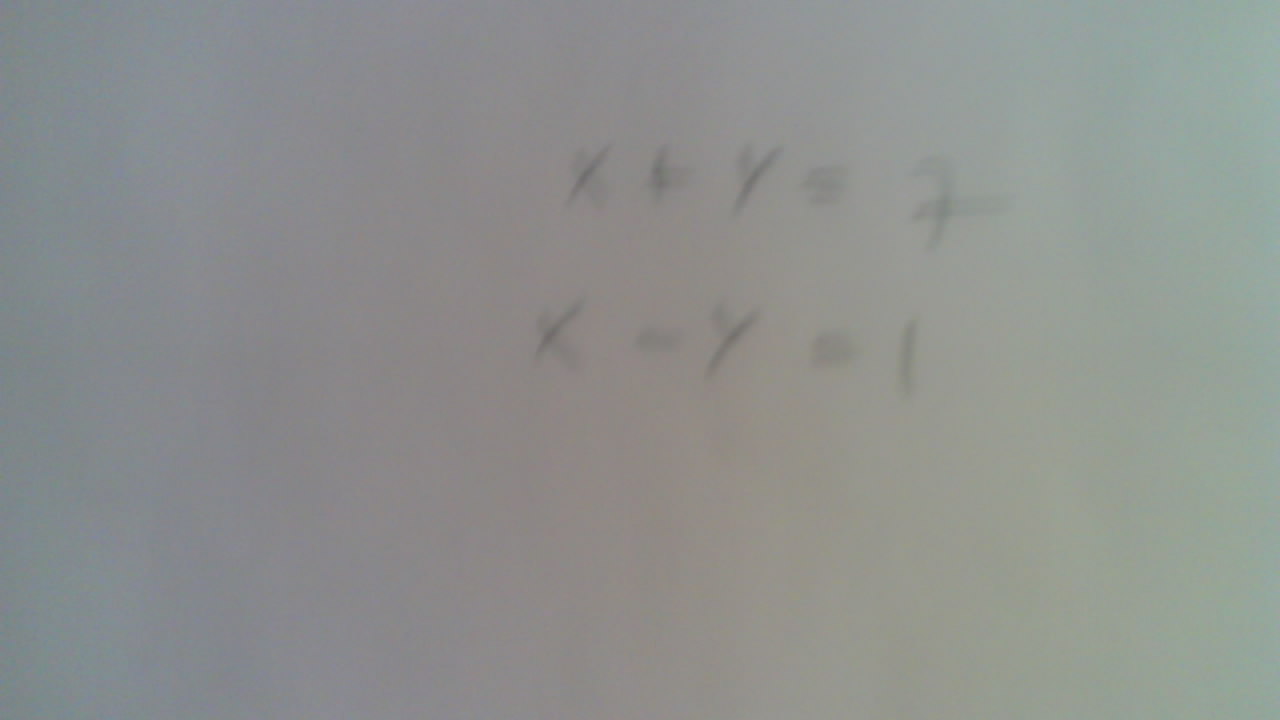 x + y = 7
x - y = 1